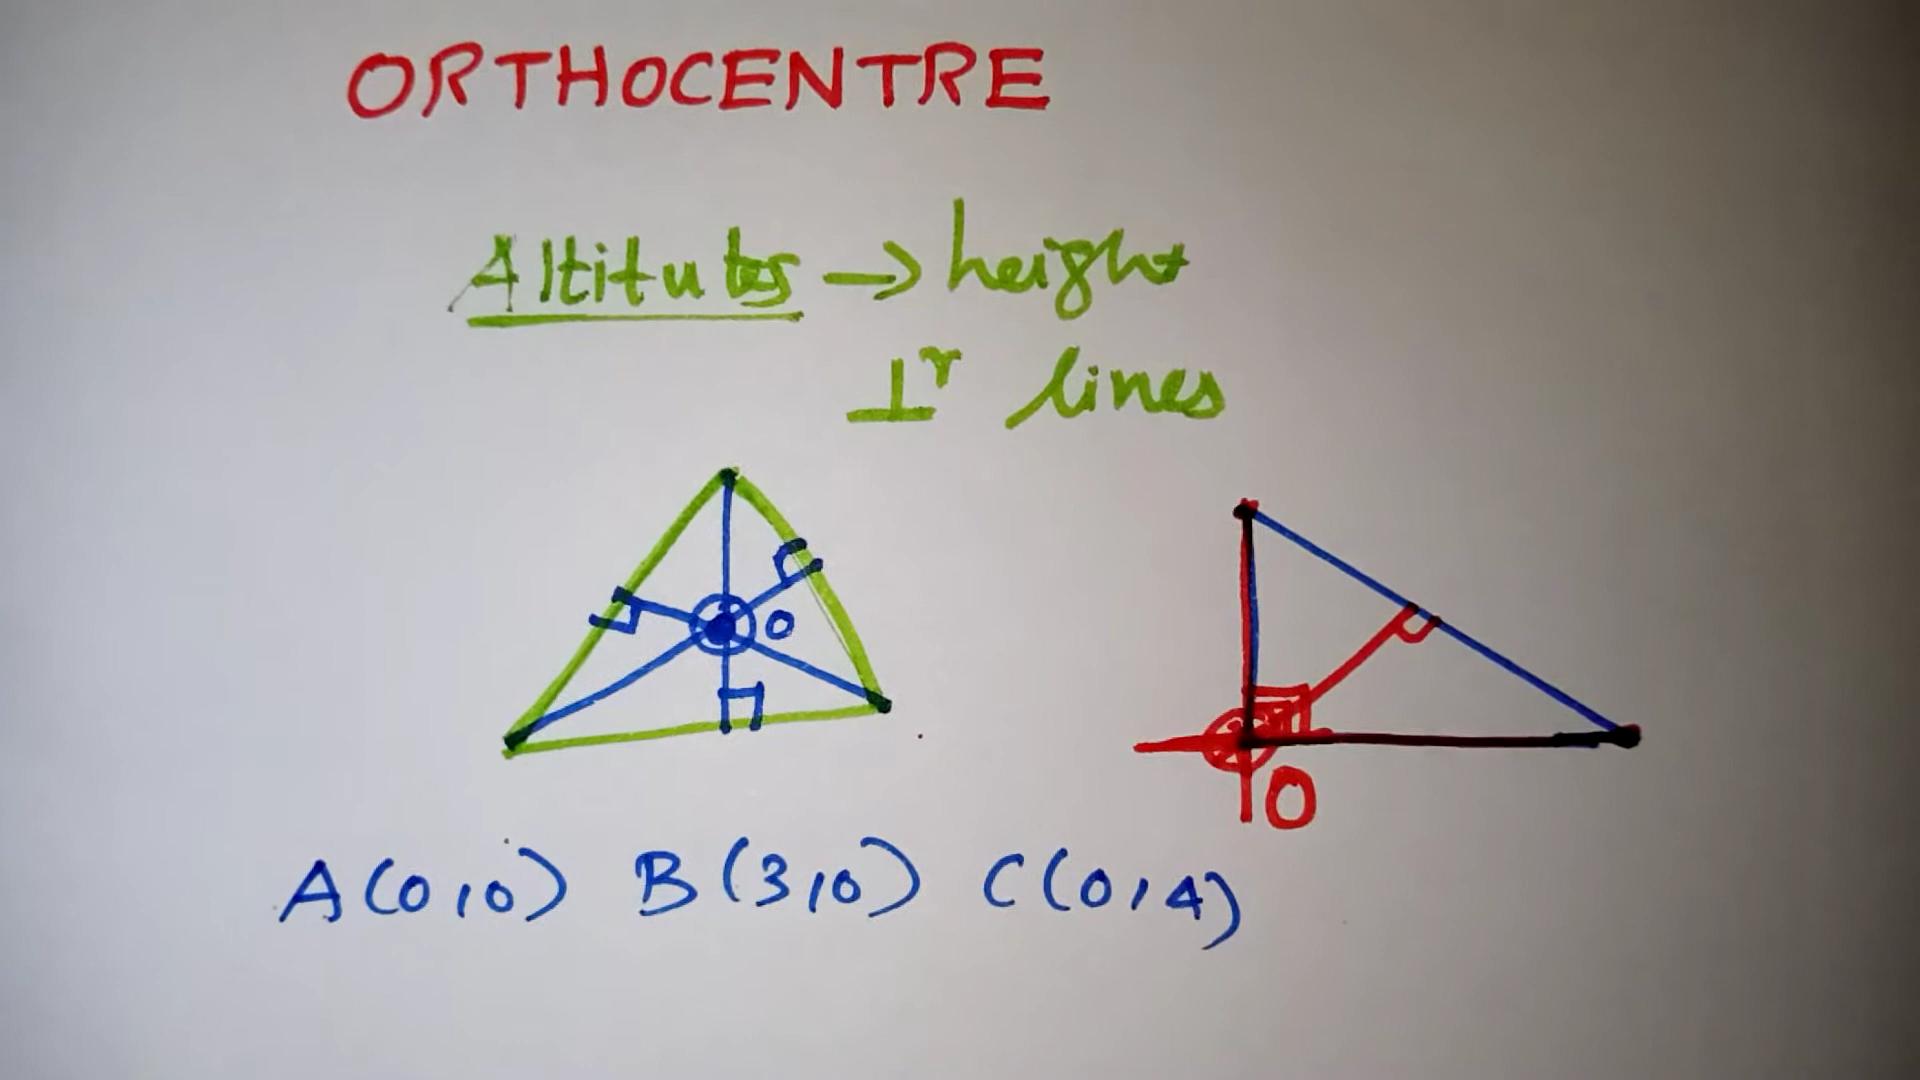 ORTHOCENTRE
Altitutes → height
⊥r lines
O
O
A(0,0) B(3,0) C(0,4)